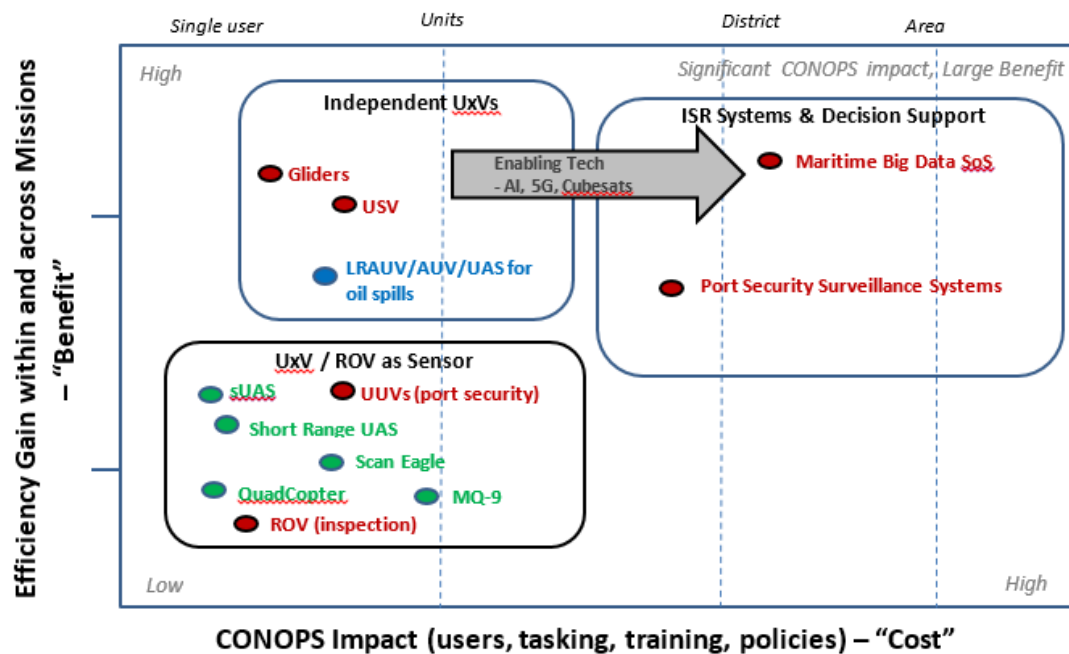 Single user
Units
District
Area
High
Significant CONOPS impact, Large Benefit
Independent UxVs
ISR Systems & Decision Support
Enabling Tech
- AI, 5G, Cubesats
Maritime Big Data SoS
Gliders
USV
LRAUV/AUV/UAS for
oil spills
Port Security Surveillance Systems
UxV / ROV as Sensor
sUAS
UUVs (port security)
Short Range UAS
Scan Eagle
QuadCopter
MQ-9
ROV (inspection)
Low
High
Efficiency Gain within and across Missions
– “Benefit”
CONOPS Impact (users, tasking, training, policies) – “Cost”